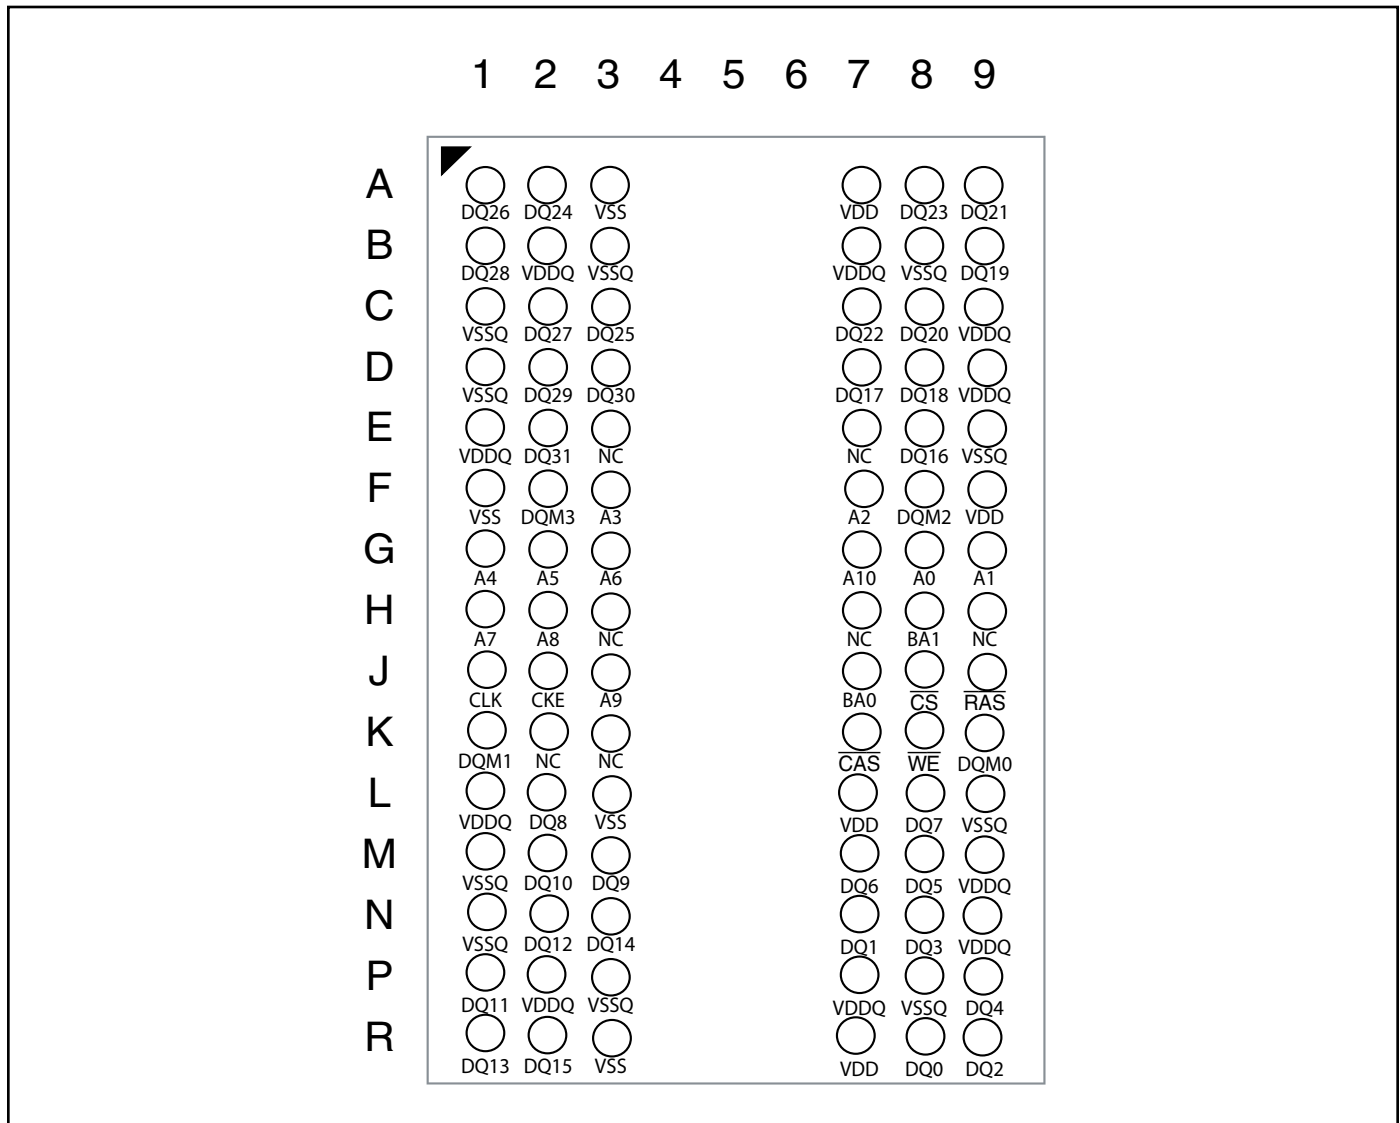 1 2 3 4 5 6 7 8 9
A
DQ26 DQ24 VSS VDD DQ23 DQ21
B
DQ28 VDDQ VSSQ VDDQ VSSQ DQ19
C
VSSQ DQ27 DQ25 DQ22 DQ20 VDDQ
D
VSSQ DQ29 DQ30 DQ17 DQ18 VDDQ
E
VDDQ DQ31 NC NC DQ16 VSSQ
F
VSS DQM3 A3 A2 DQM2 VDD
G
A4 A5 A6 A10 A0 A1
H
A7 A8 NC NC BA1 NC
J
CLK CKE A9 BA0 C̅S̅ R̅A̅S̅
K
DQM1 NC NC C̅A̅S̅ W̅E̅ DQM0
L
VDDQ DQ8 VSS VDD DQ7 VSSQ
M
VSSQ DQ10 DQ9 DQ6 DQ5 VDDQ
N
VSSQ DQ12 DQ14 DQ1 DQ3 VDDQ
P
DQ11 VDDQ VSSQ VDDQ VSSQ DQ4
R
DQ13 DQ15 VSS VDD DQ0 DQ2